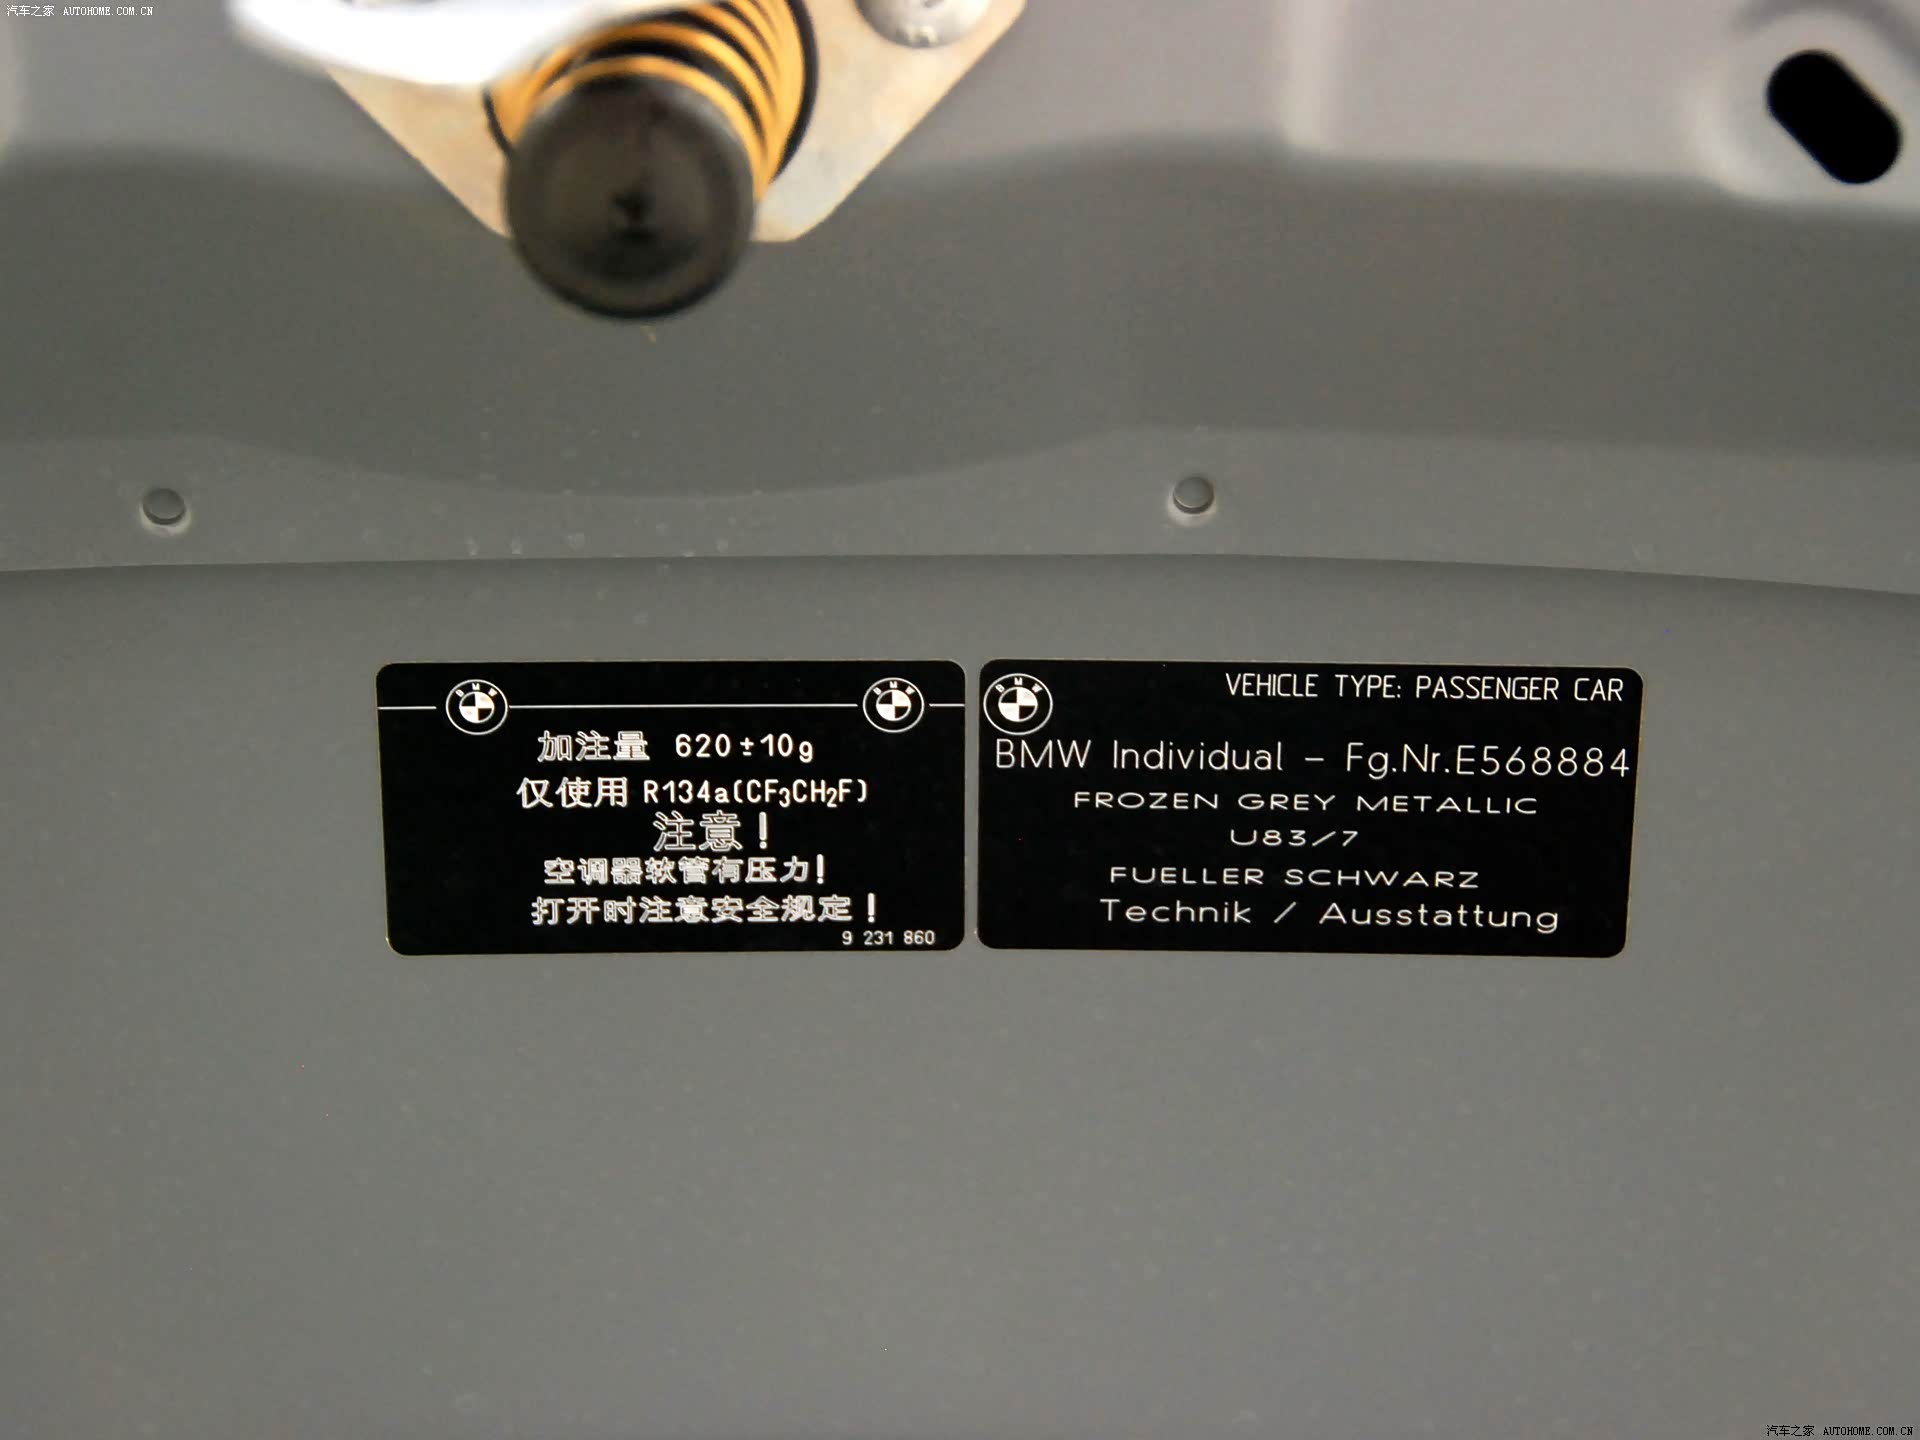 汽车之家 AUTOHOME.COM.CN
BMW
BMW
加注量 620±10g
仅使用 R134a(CF₃CH₂F)
注意!
空调器软管有压力!
打开时注意安全规定!
9 231 860
BMW
VEHICLE TYPE: PASSENGER CAR
BMW Individual – Fg.Nr.E568884
FROZEN GREY METALLIC
U83/7
FUELLER SCHWARZ
Technik / Ausstattung
汽车之家 AUTOHOME.COM.CN